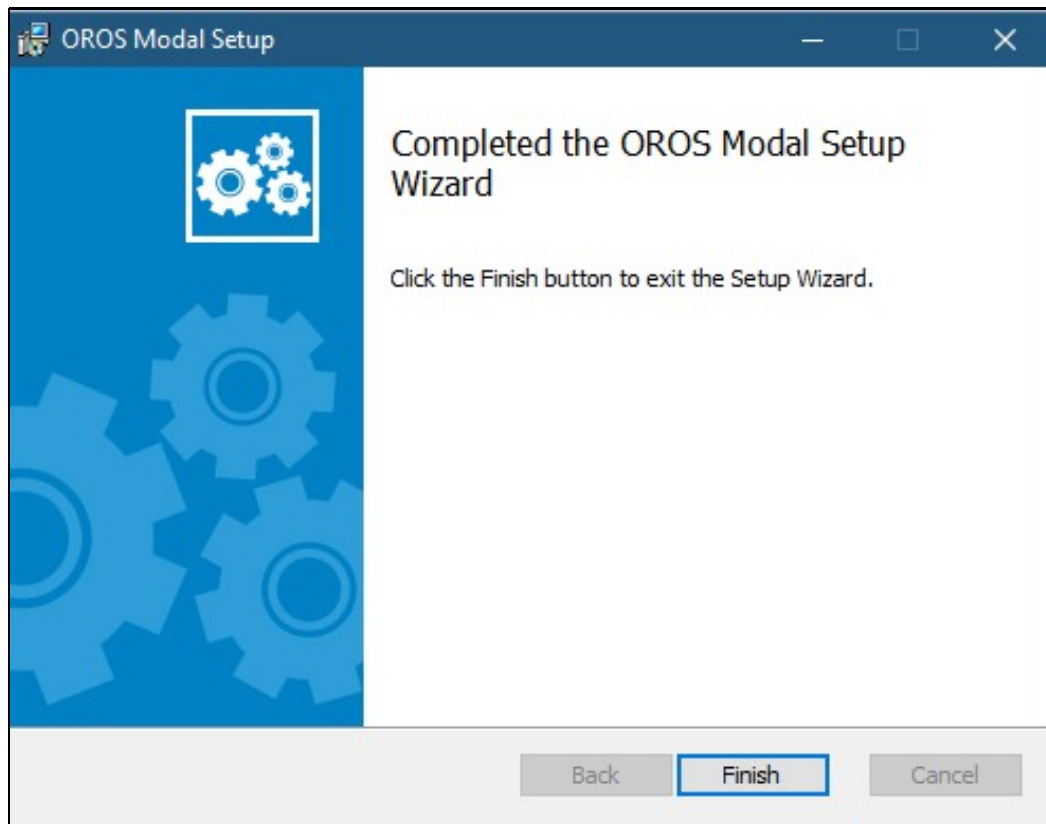 OROS Modal Setup
Completed the OROS Modal Setup
Wizard
Click the Finish button to exit the Setup Wizard.
Back
Finish
Cancel